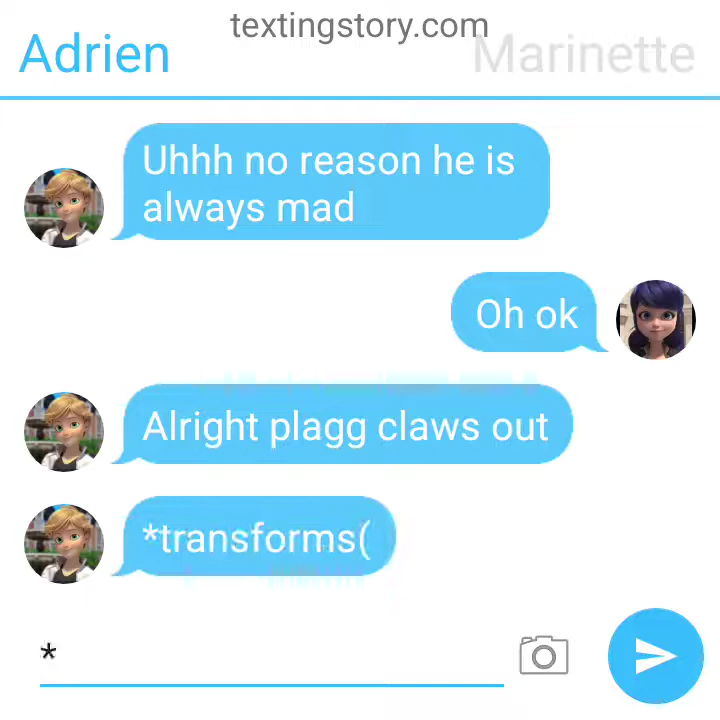 textingstory.com
Adrien
Marinette
Uhhh no reason he is
always mad
Oh ok
Alright plagg claws out
*transforms(
*